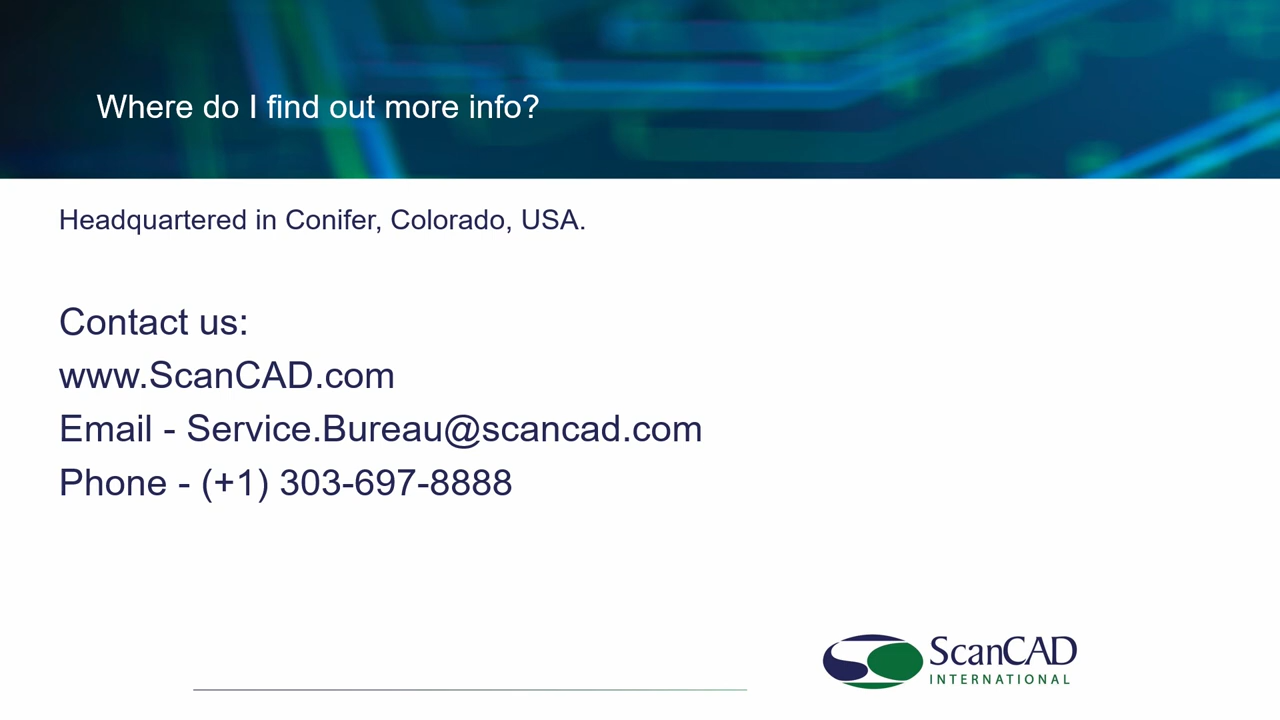 Where do I find out more info?
Headquartered in Conifer, Colorado, USA.
Contact us:
www.ScanCAD.com
Email - Service.Bureau@scancad.com
Phone - (+1) 303-697-8888
ScanCAD
INTERNATIONAL